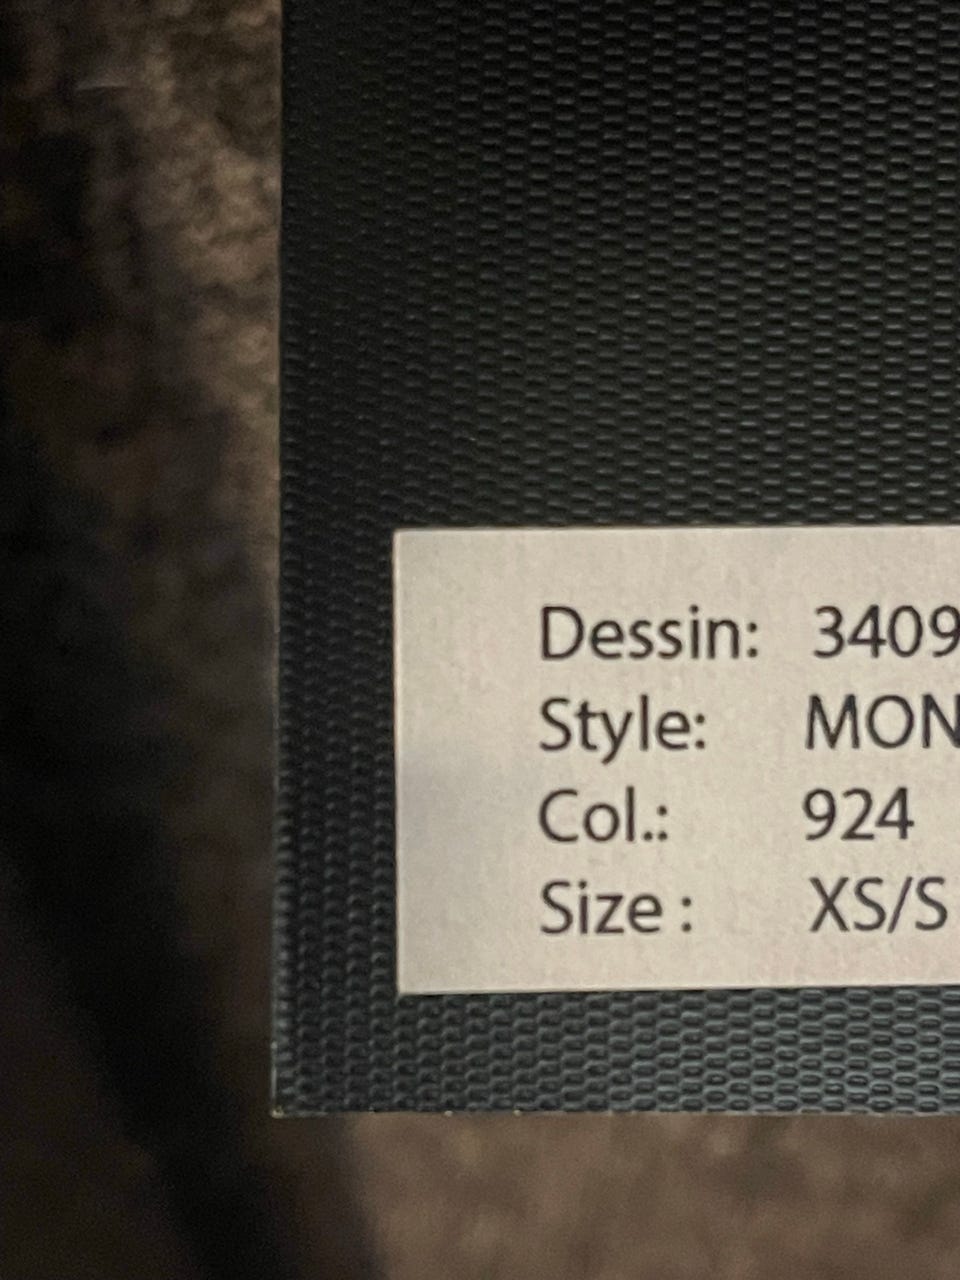 Dessin: 3409
Style: MON
Col.: 924
Size : XS/S